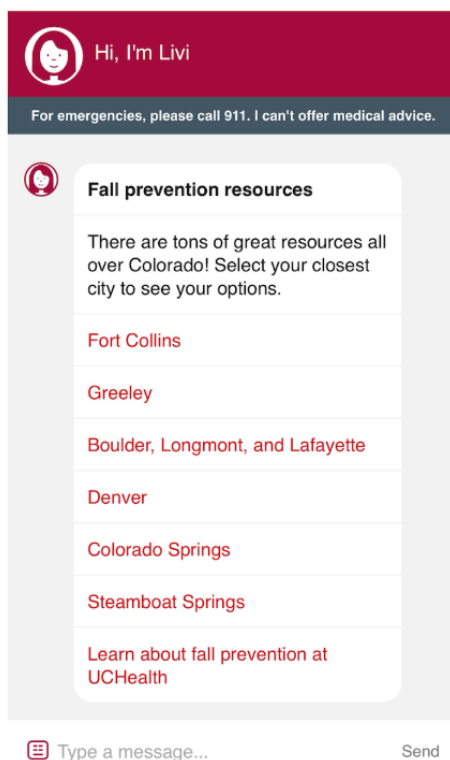 Hi, I'm Livi
For emergencies, please call 911. I can't offer medical advice.
Fall prevention resources
There are tons of great resources all
over Colorado! Select your closest
city to see your options.
Fort Collins
Greeley
Boulder, Longmont, and Lafayette
Denver
Colorado Springs
Steamboat Springs
Learn about fall prevention at
UCHealth
Type a message... Send